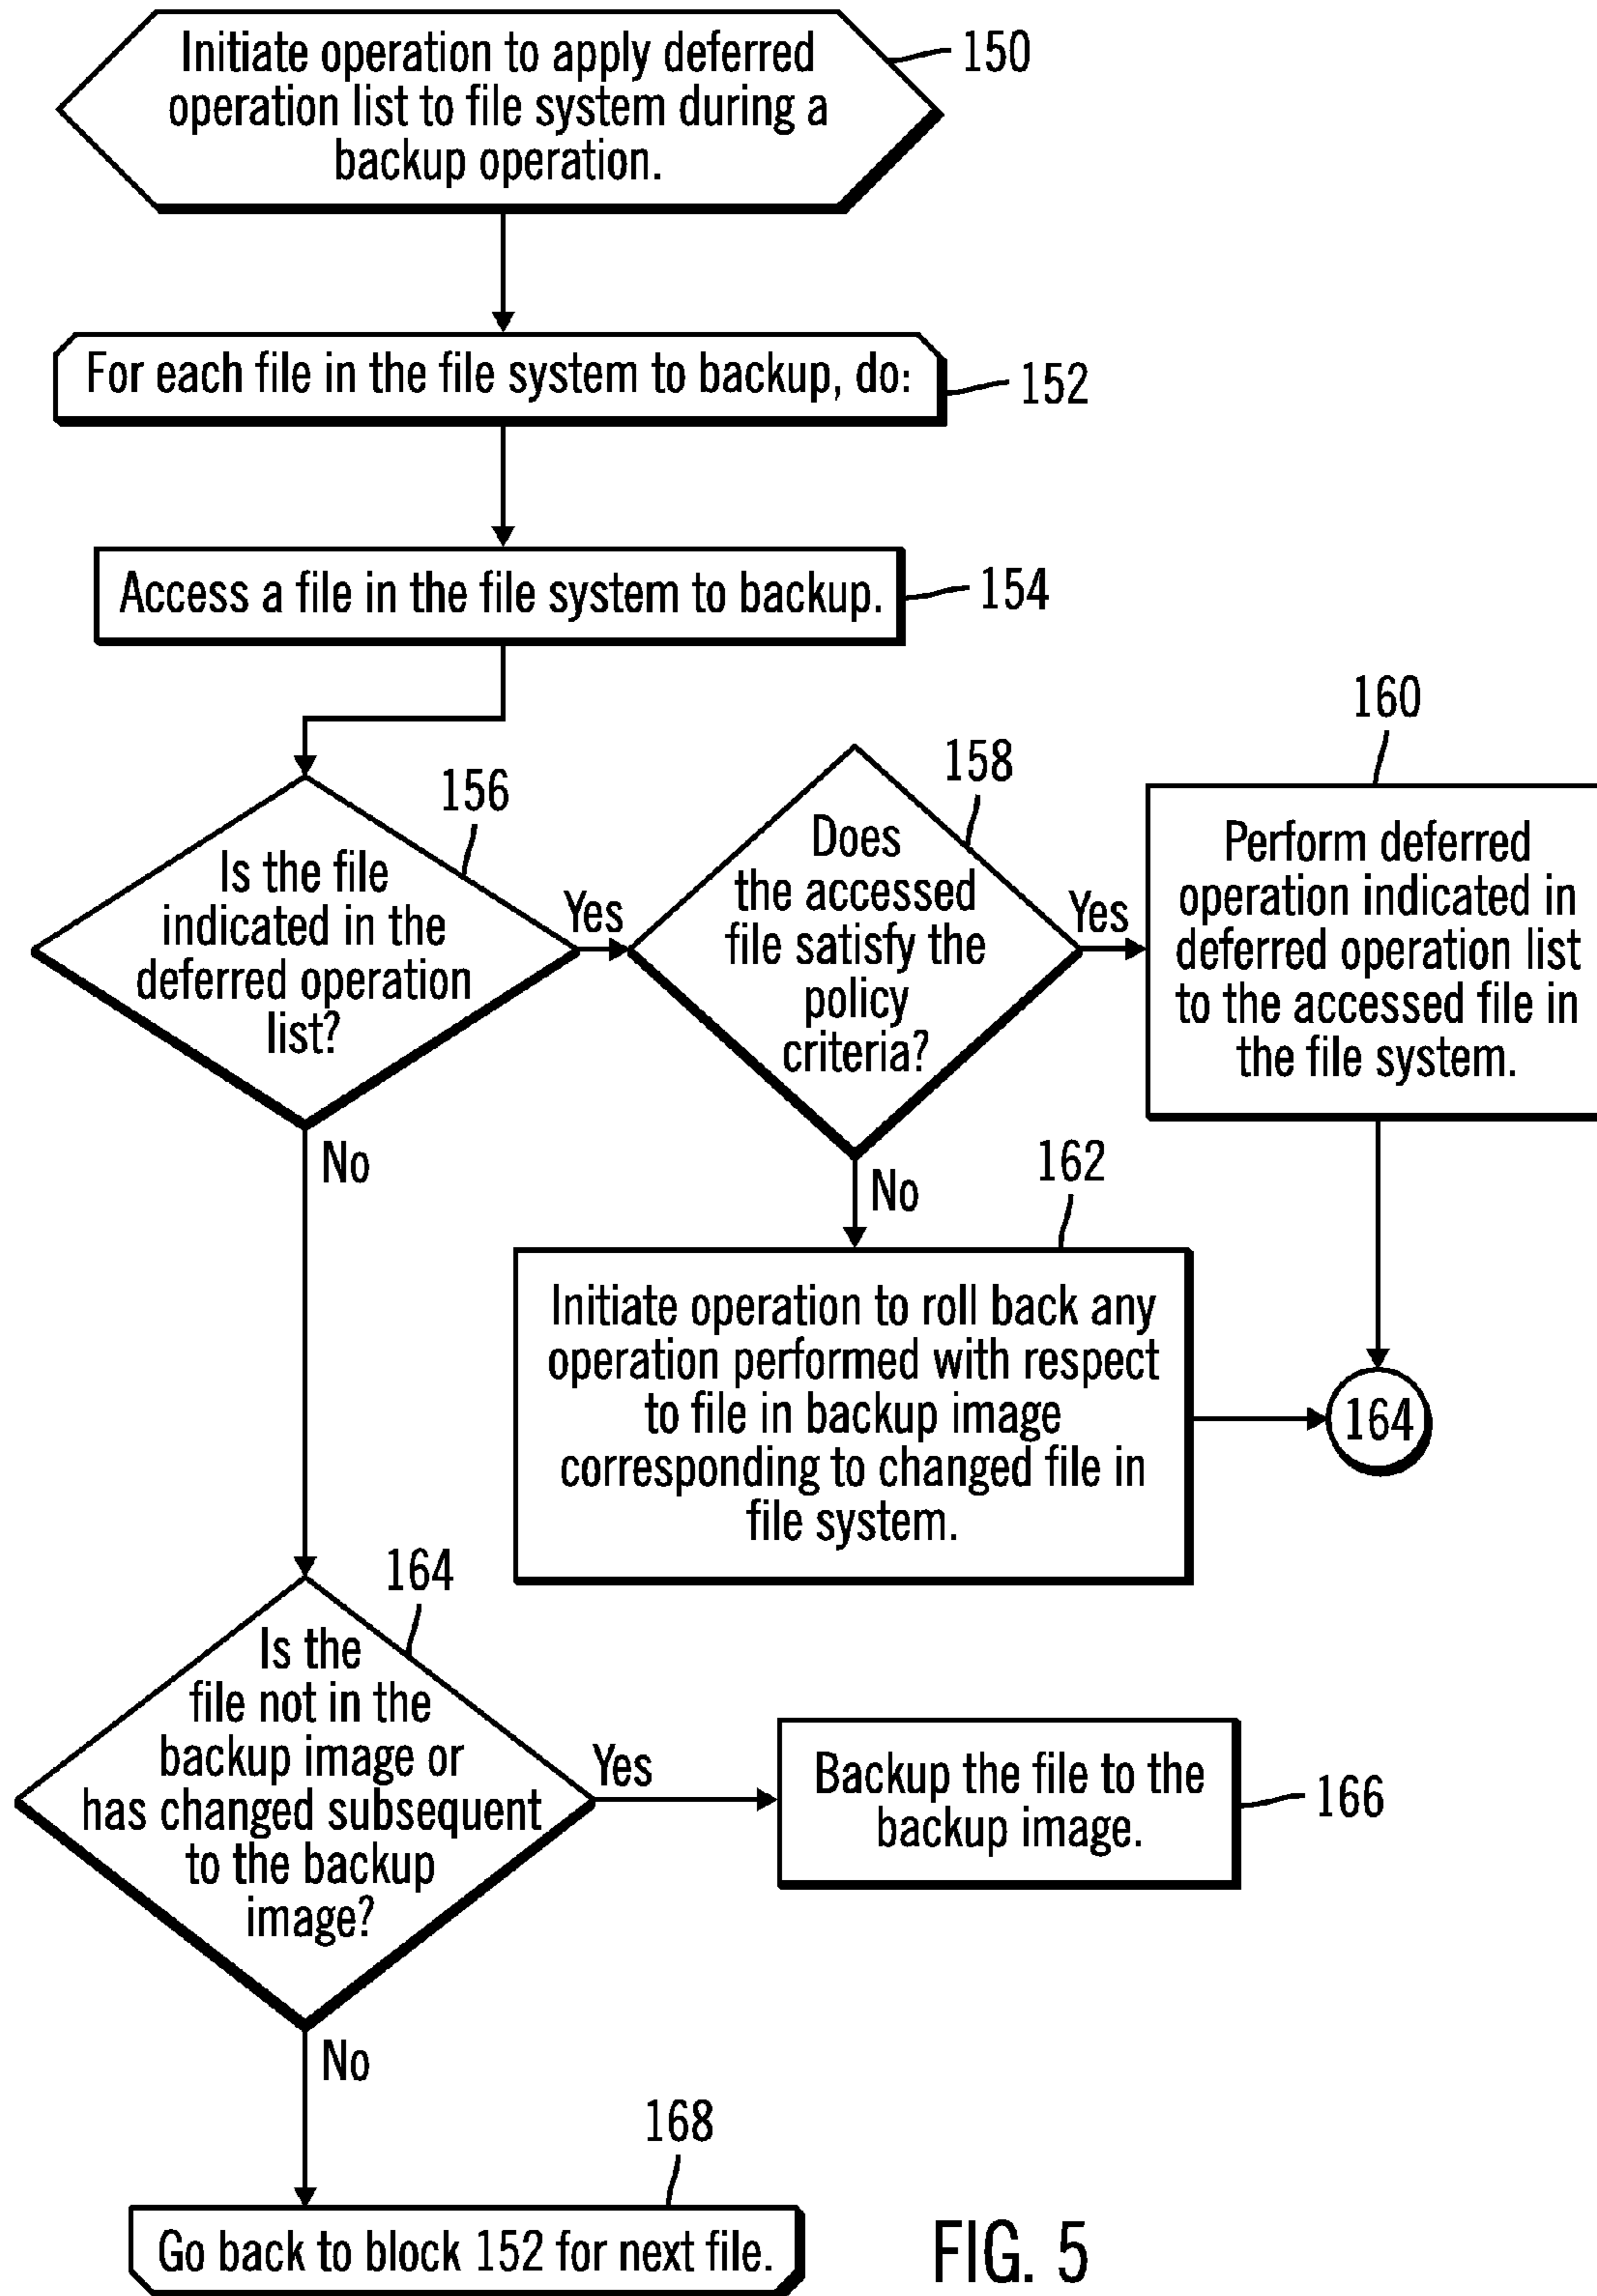 Initiate operation to apply deferred
operation list to file system during a
backup operation.
150
For each file in the file system to backup, do:
152
Access a file in the file system to backup.
154
156
Is the file
indicated in the
deferred operation
list?
Yes
No
158
Does
the accessed
file satisfy the
policy
criteria?
Yes
No
160
Perform deferred
operation indicated in
deferred operation list
to the accessed file in
the file system.
162
Initiate operation to roll back any
operation performed with respect
to file in backup image
corresponding to changed file in
file system.
164
164
Is the
file not in the
backup image or
has changed subsequent
to the backup
image?
Yes
No
Backup the file to the
backup image.
166
168
Go back to block 152 for next file.
FIG. 5